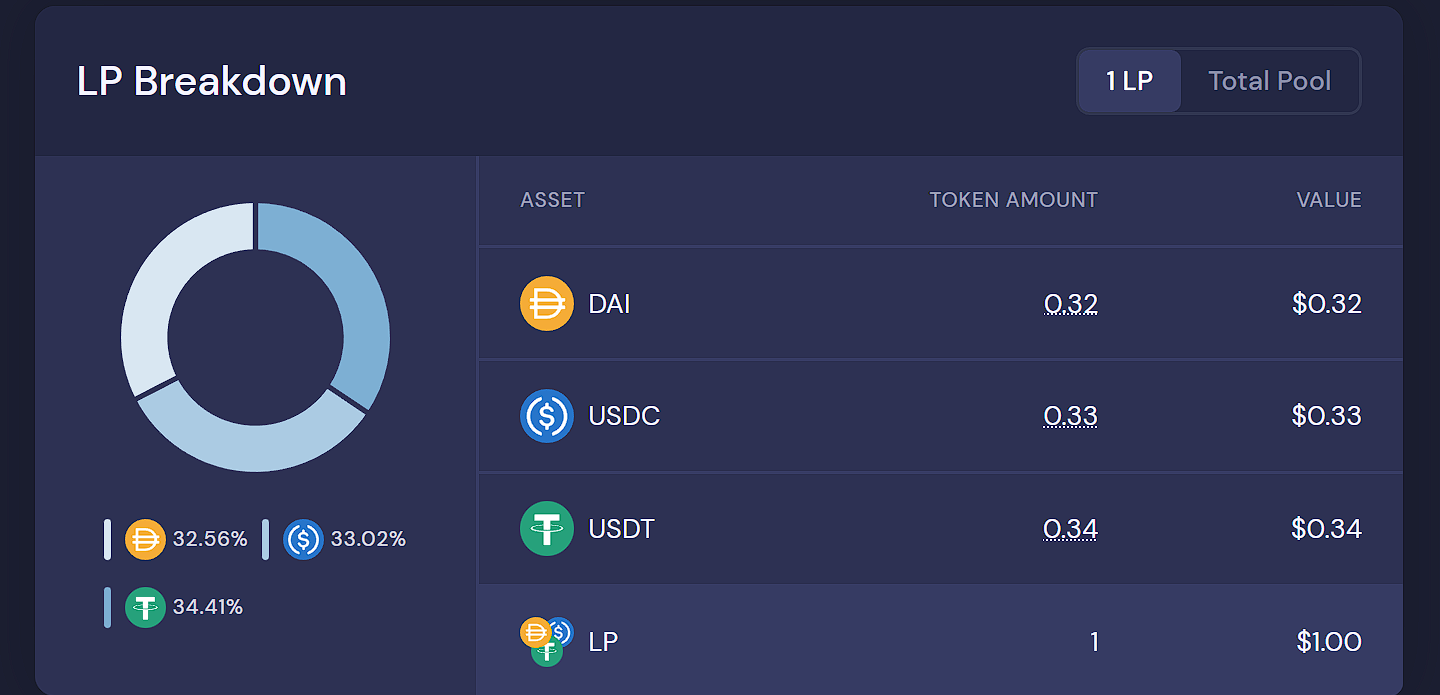 LP Breakdown
1 LP Total Pool
ASSET TOKEN AMOUNT VALUE
DAI 0.32 $0.32
USDC 0.33 $0.33
USDT 0.34 $0.34
LP 1 $1.00
32.56% 33.02%
34.41%